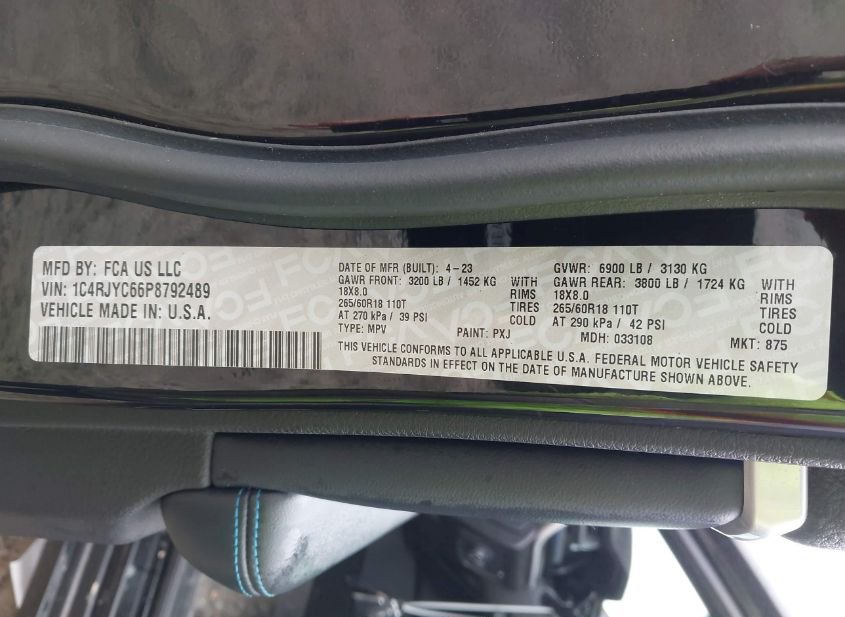 MFD BY: FCA US LLC
VIN: 1C4RJYC66P8792489
VEHICLE MADE IN: U.S.A.
DATE OF MFR (BUILT): 4-23
GAWR FRONT: 3200 LB / 1452 KG WITH
18X8.0 RIMS
265/60R18 110T TIRES
AT 270 kPa / 39 PSI COLD
TYPE: MPV PAINT: PXJ
GVWR: 6900 LB / 3130 KG
GAWR REAR: 3800 LB / 1724 KG WITH
18X8.0 RIMS
265/60R18 110T TIRES
AT 290 kPa / 42 PSI COLD
MDH: 033108 MKT: 875
THIS VEHICLE CONFORMS TO ALL APPLICABLE U.S.A. FEDERAL MOTOR VEHICLE SAFETY
STANDARDS IN EFFECT ON THE DATE OF MANUFACTURE SHOWN ABOVE.